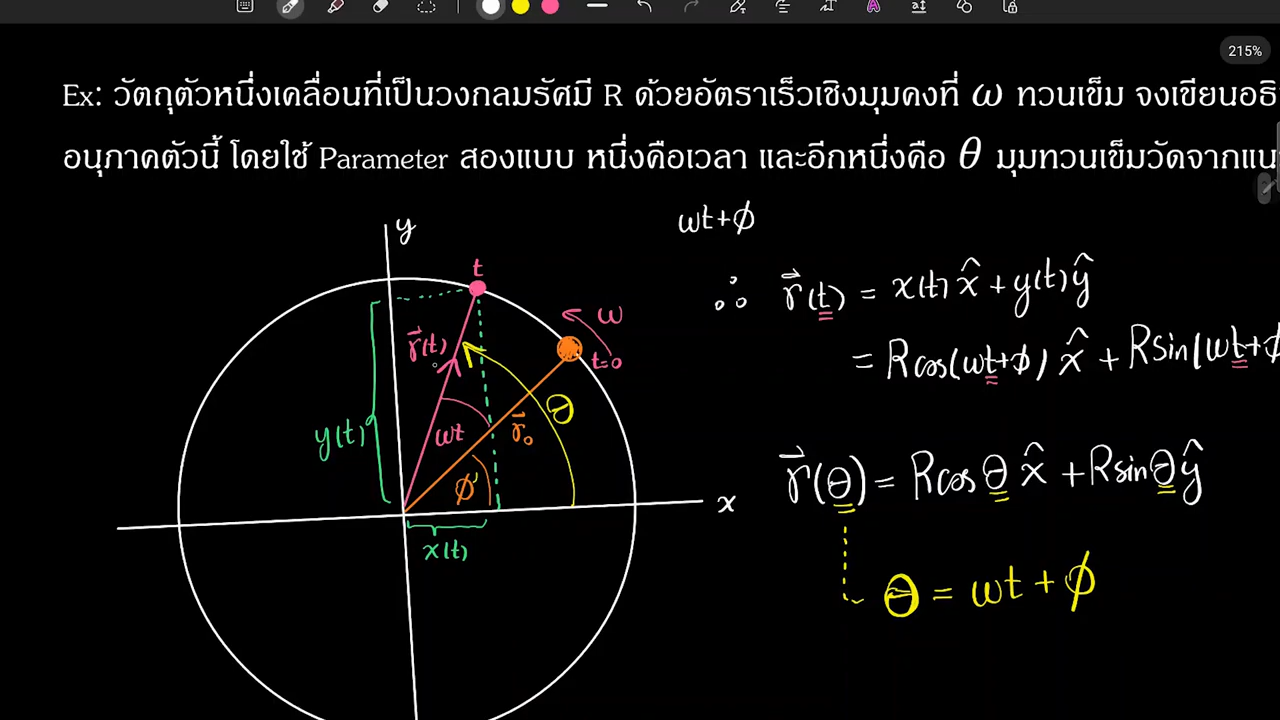 215%
Ex: วัตถุตัวหนึ่งเคลื่อนที่เป็นวงกลมรัศมี R ด้วยอัตราเร็วเชิงมุมคงที่ ω ทวนเข็ม จงเขียนอธิ
อนุภาคตัวนี้ โดยใช้ Parameter สองแบบ หนึ่งคือเวลา และอีกหนึ่งคือ θ มุมทวนเข็มวัดจากแน
ωt+ϕ
y
t
ω
t=0
r⃗(t)
θ
y(t)
ωt
r⃗₀
ϕ
x
x(t)
∴ r⃗(t) = x(t) x̂ + y(t) ŷ
= Rcos(ωt+ϕ) x̂ + Rsin(ωt+ϕ
r⃗(θ) = Rcosθ x̂ + Rsinθ ŷ
θ = ωt + ϕ